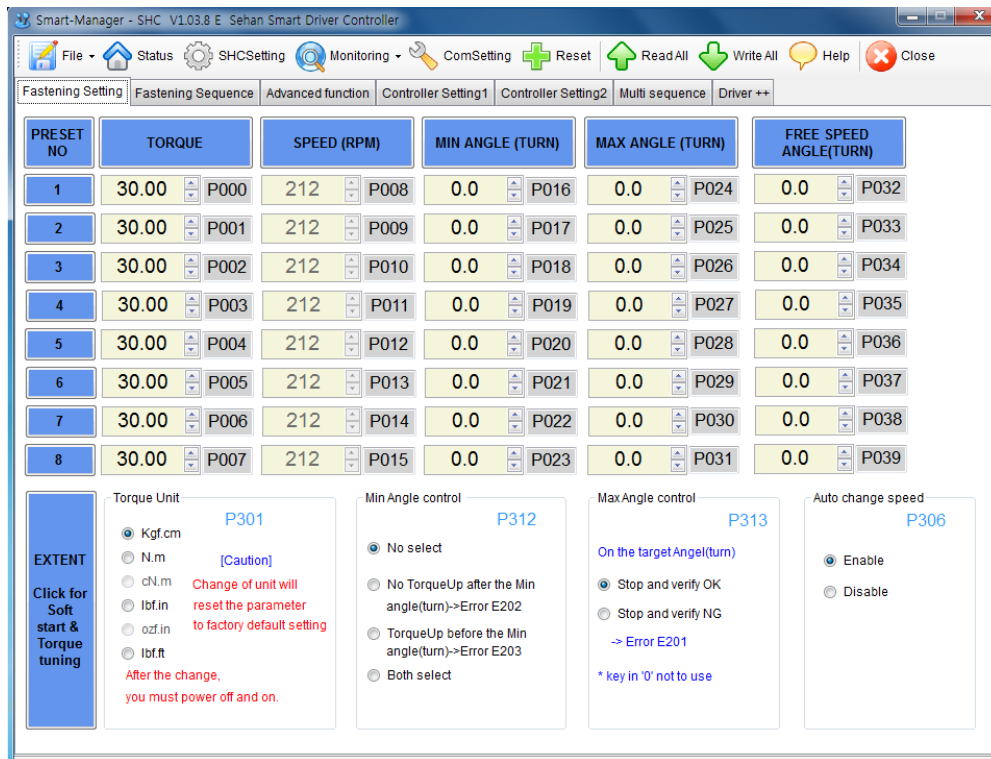 Smart-Manager - SHC V1.03.8 E Sehan Smart Driver Controller
File Status SHCSetting Monitoring ComSetting Reset Read All Write All Help Close
Fastening Setting Fastening Sequence Advanced function Controller Setting1 Controller Setting2 Multi sequence Driver ++
PRESET NO TORQUE SPEED (RPM) MIN ANGLE (TURN) MAX ANGLE (TURN) FREE SPEED ANGLE(TURN)
1 30.00 P000 212 P008 0.0 P016 0.0 P024 0.0 P032
2 30.00 P001 212 P009 0.0 P017 0.0 P025 0.0 P033
3 30.00 P002 212 P010 0.0 P018 0.0 P026 0.0 P034
4 30.00 P003 212 P011 0.0 P019 0.0 P027 0.0 P035
5 30.00 P004 212 P012 0.0 P020 0.0 P028 0.0 P036
6 30.00 P005 212 P013 0.0 P021 0.0 P029 0.0 P037
7 30.00 P006 212 P014 0.0 P022 0.0 P030 0.0 P038
8 30.00 P007 212 P015 0.0 P023 0.0 P031 0.0 P039
EXTENT
Click for
Soft
start &
Torque
tuning
Torque Unit
P301
Kgf.cm
N.m
cN.m
lbf.in
ozf.in
lbf.ft
[Caution]
Change of unit will
reset the parameter
to factory default setting
After the change,
you must power off and on.
Min Angle control
P312
No select
No TorqueUp after the Min
angle(turn)->Error E202
TorqueUp before the Min
angle(turn)->Error E203
Both select
Max Angle control
P313
On the target Angel(turn)
Stop and verify OK
Stop and verify NG
-> Error E201
* key in '0' not to use
Auto change speed
P306
Enable
Disable